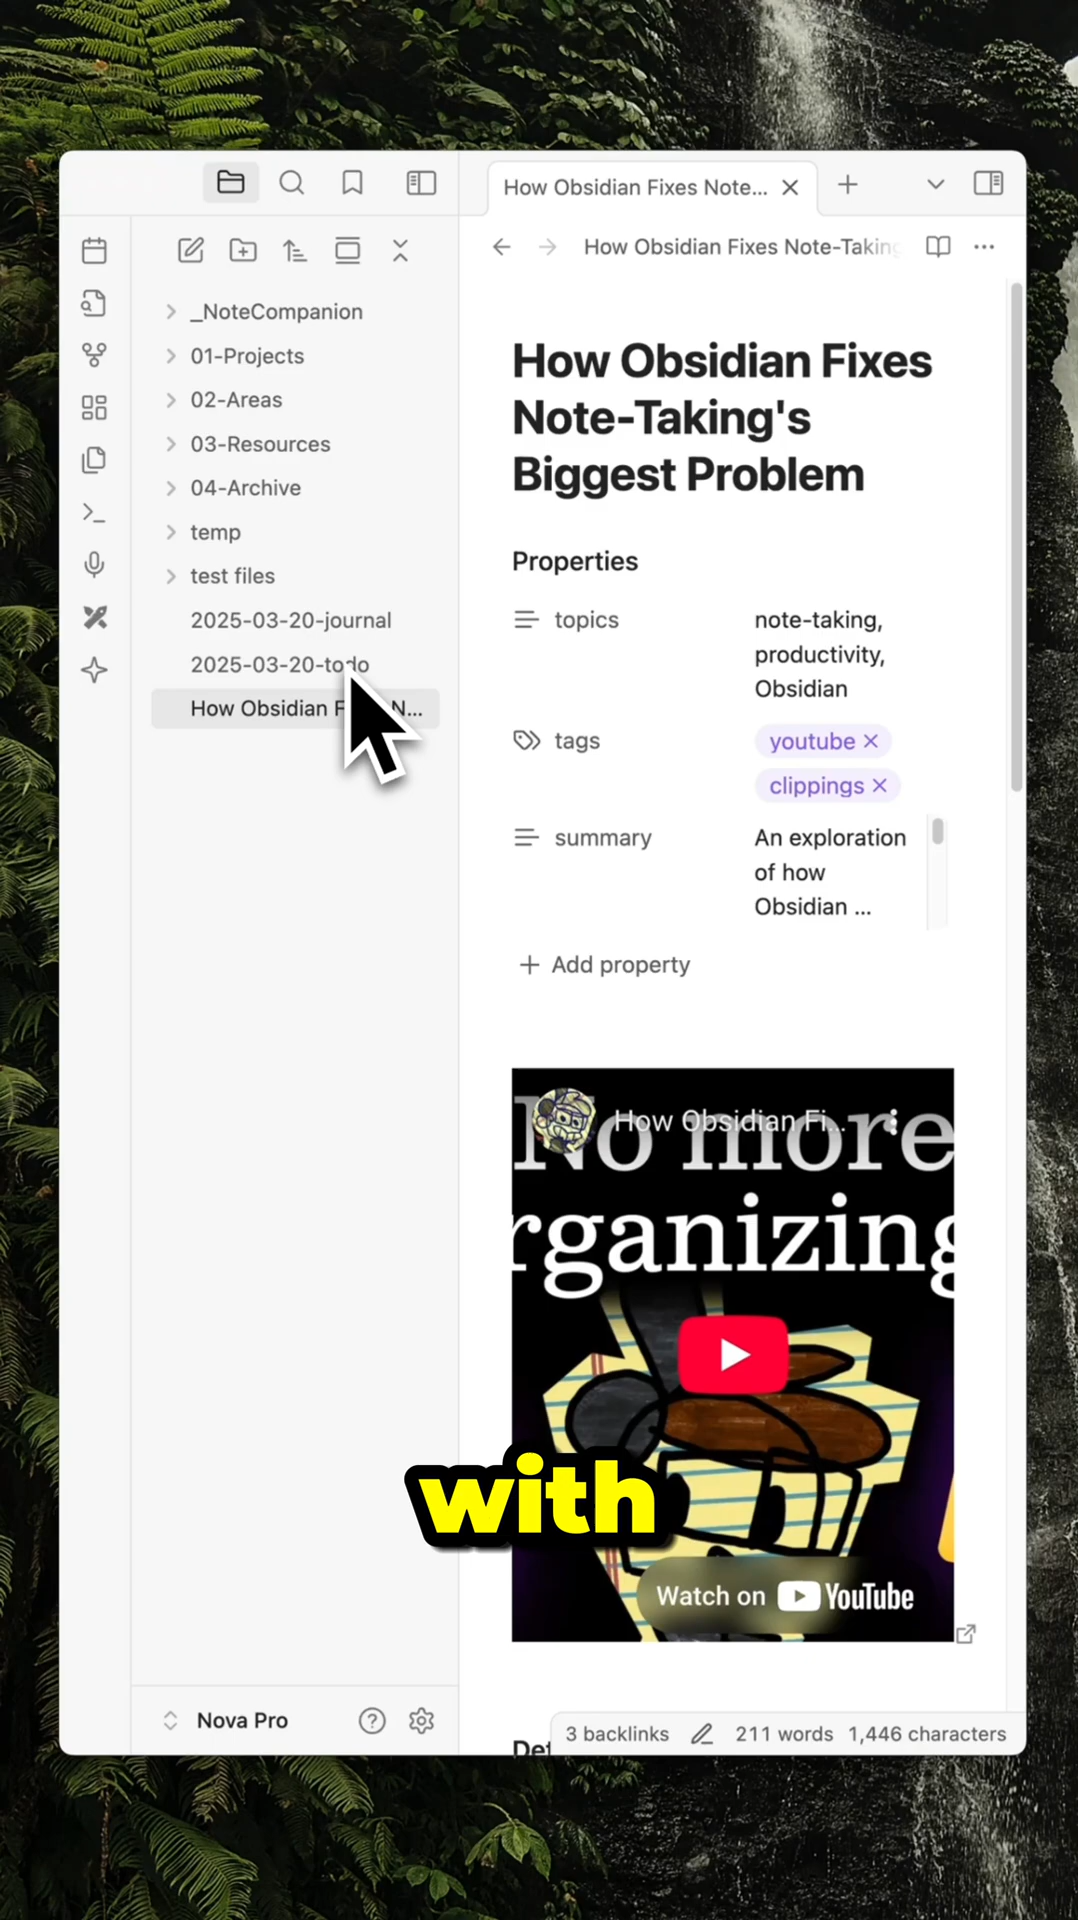 How Obsidian Fixes Note...
How Obsidian Fixes Note-Taking
_NoteCompanion
01-Projects
02-Areas
03-Resources
04-Archive
temp
test files
2025-03-20-journal
2025-03-20-todo
How Obsidian F N...
How Obsidian Fixes
Note-Taking's
Biggest Problem
Properties
topics
note-taking,
productivity,
Obsidian
tags
youtube
clippings
summary
An exploration
of how
Obsidian ...
Add property
How Obsidian Fi...
No more
rganizing
with
Watch on YouTube
Nova Pro
3 backlinks
211 words
1,446 characters